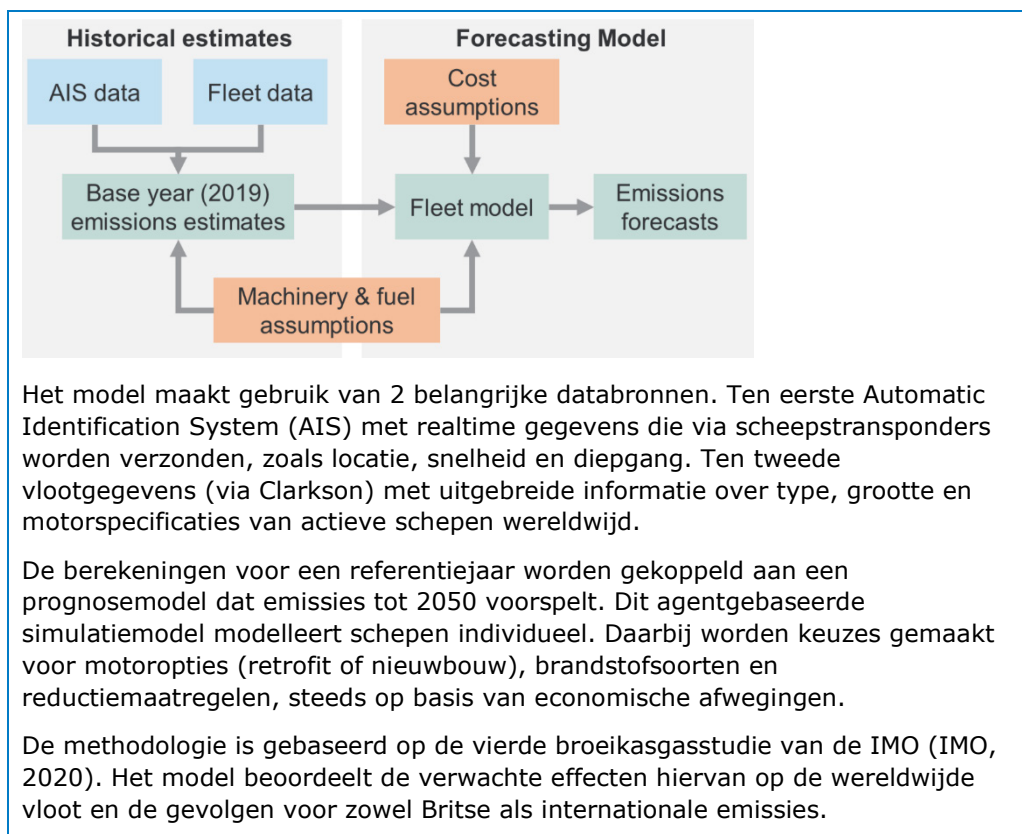 Historical estimates
Forecasting Model
AIS data
Fleet data
Cost
assumptions
Base year (2019)
emissions estimates
Fleet model
Emissions
forecasts
Machinery & fuel
assumptions
Het model maakt gebruik van 2 belangrijke databronnen. Ten eerste Automatic
Identification System (AIS) met realtime gegevens die via scheepstransponders
worden verzonden, zoals locatie, snelheid en diepgang. Ten tweede
vlootgegevens (via Clarkson) met uitgebreide informatie over type, grootte en
motorspecificaties van actieve schepen wereldwijd.
De berekeningen voor een referentiejaar worden gekoppeld aan een
prognosemodel dat emissies tot 2050 voorspelt. Dit agentgebaseerde
simulatiemodel modelleert schepen individueel. Daarbij worden keuzes gemaakt
voor motoropties (retrofit of nieuwbouw), brandstofsoorten en
reductiemaatregelen, steeds op basis van economische afwegingen.
De methodologie is gebaseerd op de vierde broeikasgasstudie van de IMO (IMO,
2020). Het model beoordeelt de verwachte effecten hiervan op de wereldwijde
vloot en de gevolgen voor zowel Britse als internationale emissies.